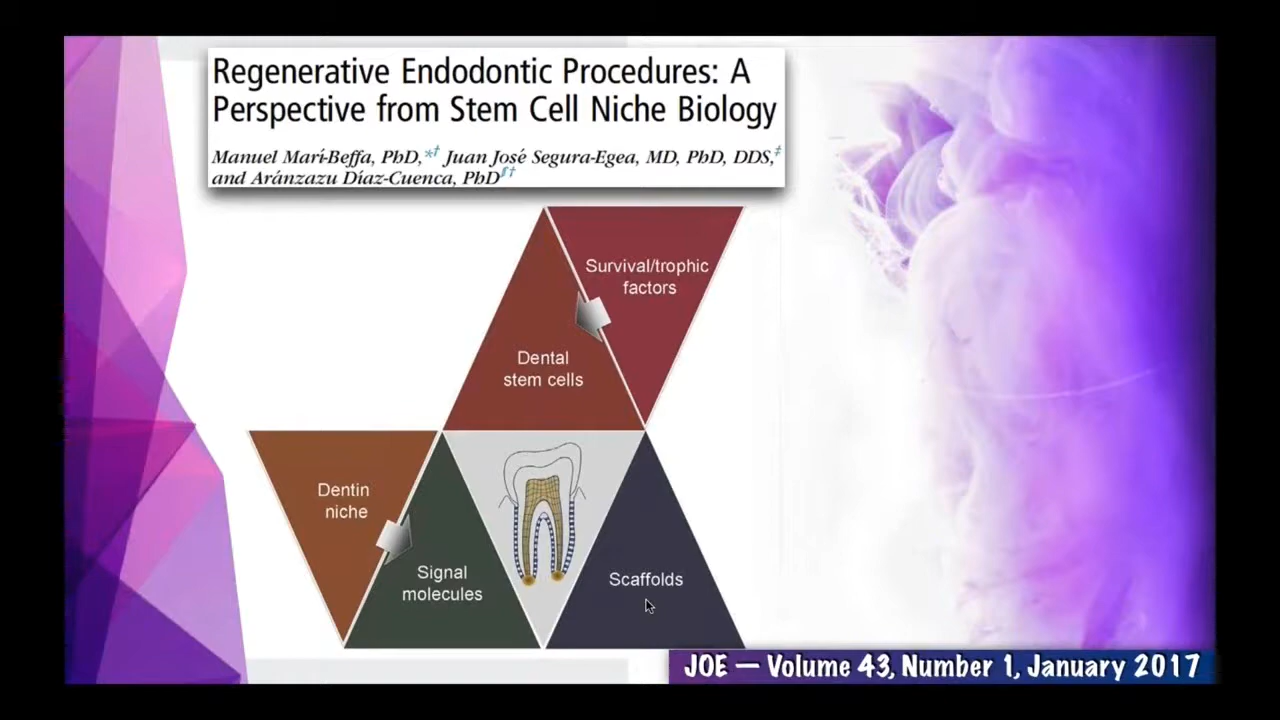 Regenerative Endodontic Procedures: A
Perspective from Stem Cell Niche Biology
Manuel Marí-Beffa, PhD,*† Juan José Segura-Egea, MD, PhD, DDS,‡
and Aránzazu Díaz-Cuenca, PhD§†
Survival/trophic
factors
Dental
stem cells
Dentin
niche
Signal
molecules
Scaffolds
JOE — Volume 43, Number 1, January 2017